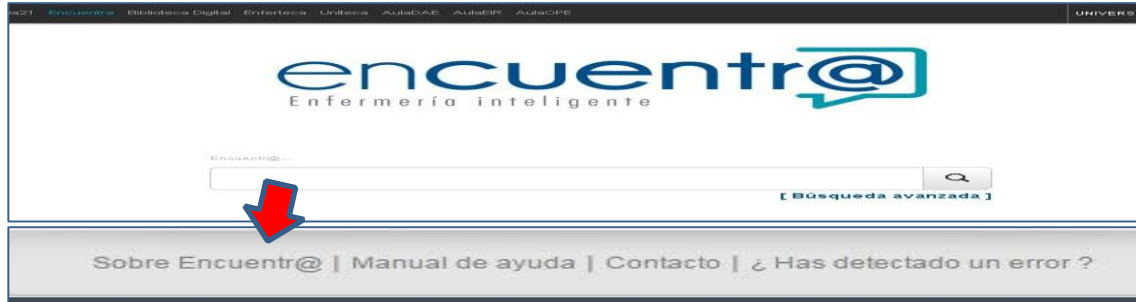 Encuentra Biblioteca Digital Enferteca Uniteca AulaDAE AulaEIR AulaOPE UNIVERS
encuentr@
Enfermería inteligente
Encuentr@...
[ Búsqueda avanzada ]
Sobre Encuentr@ | Manual de ayuda | Contacto | ¿ Has detectado un error ?